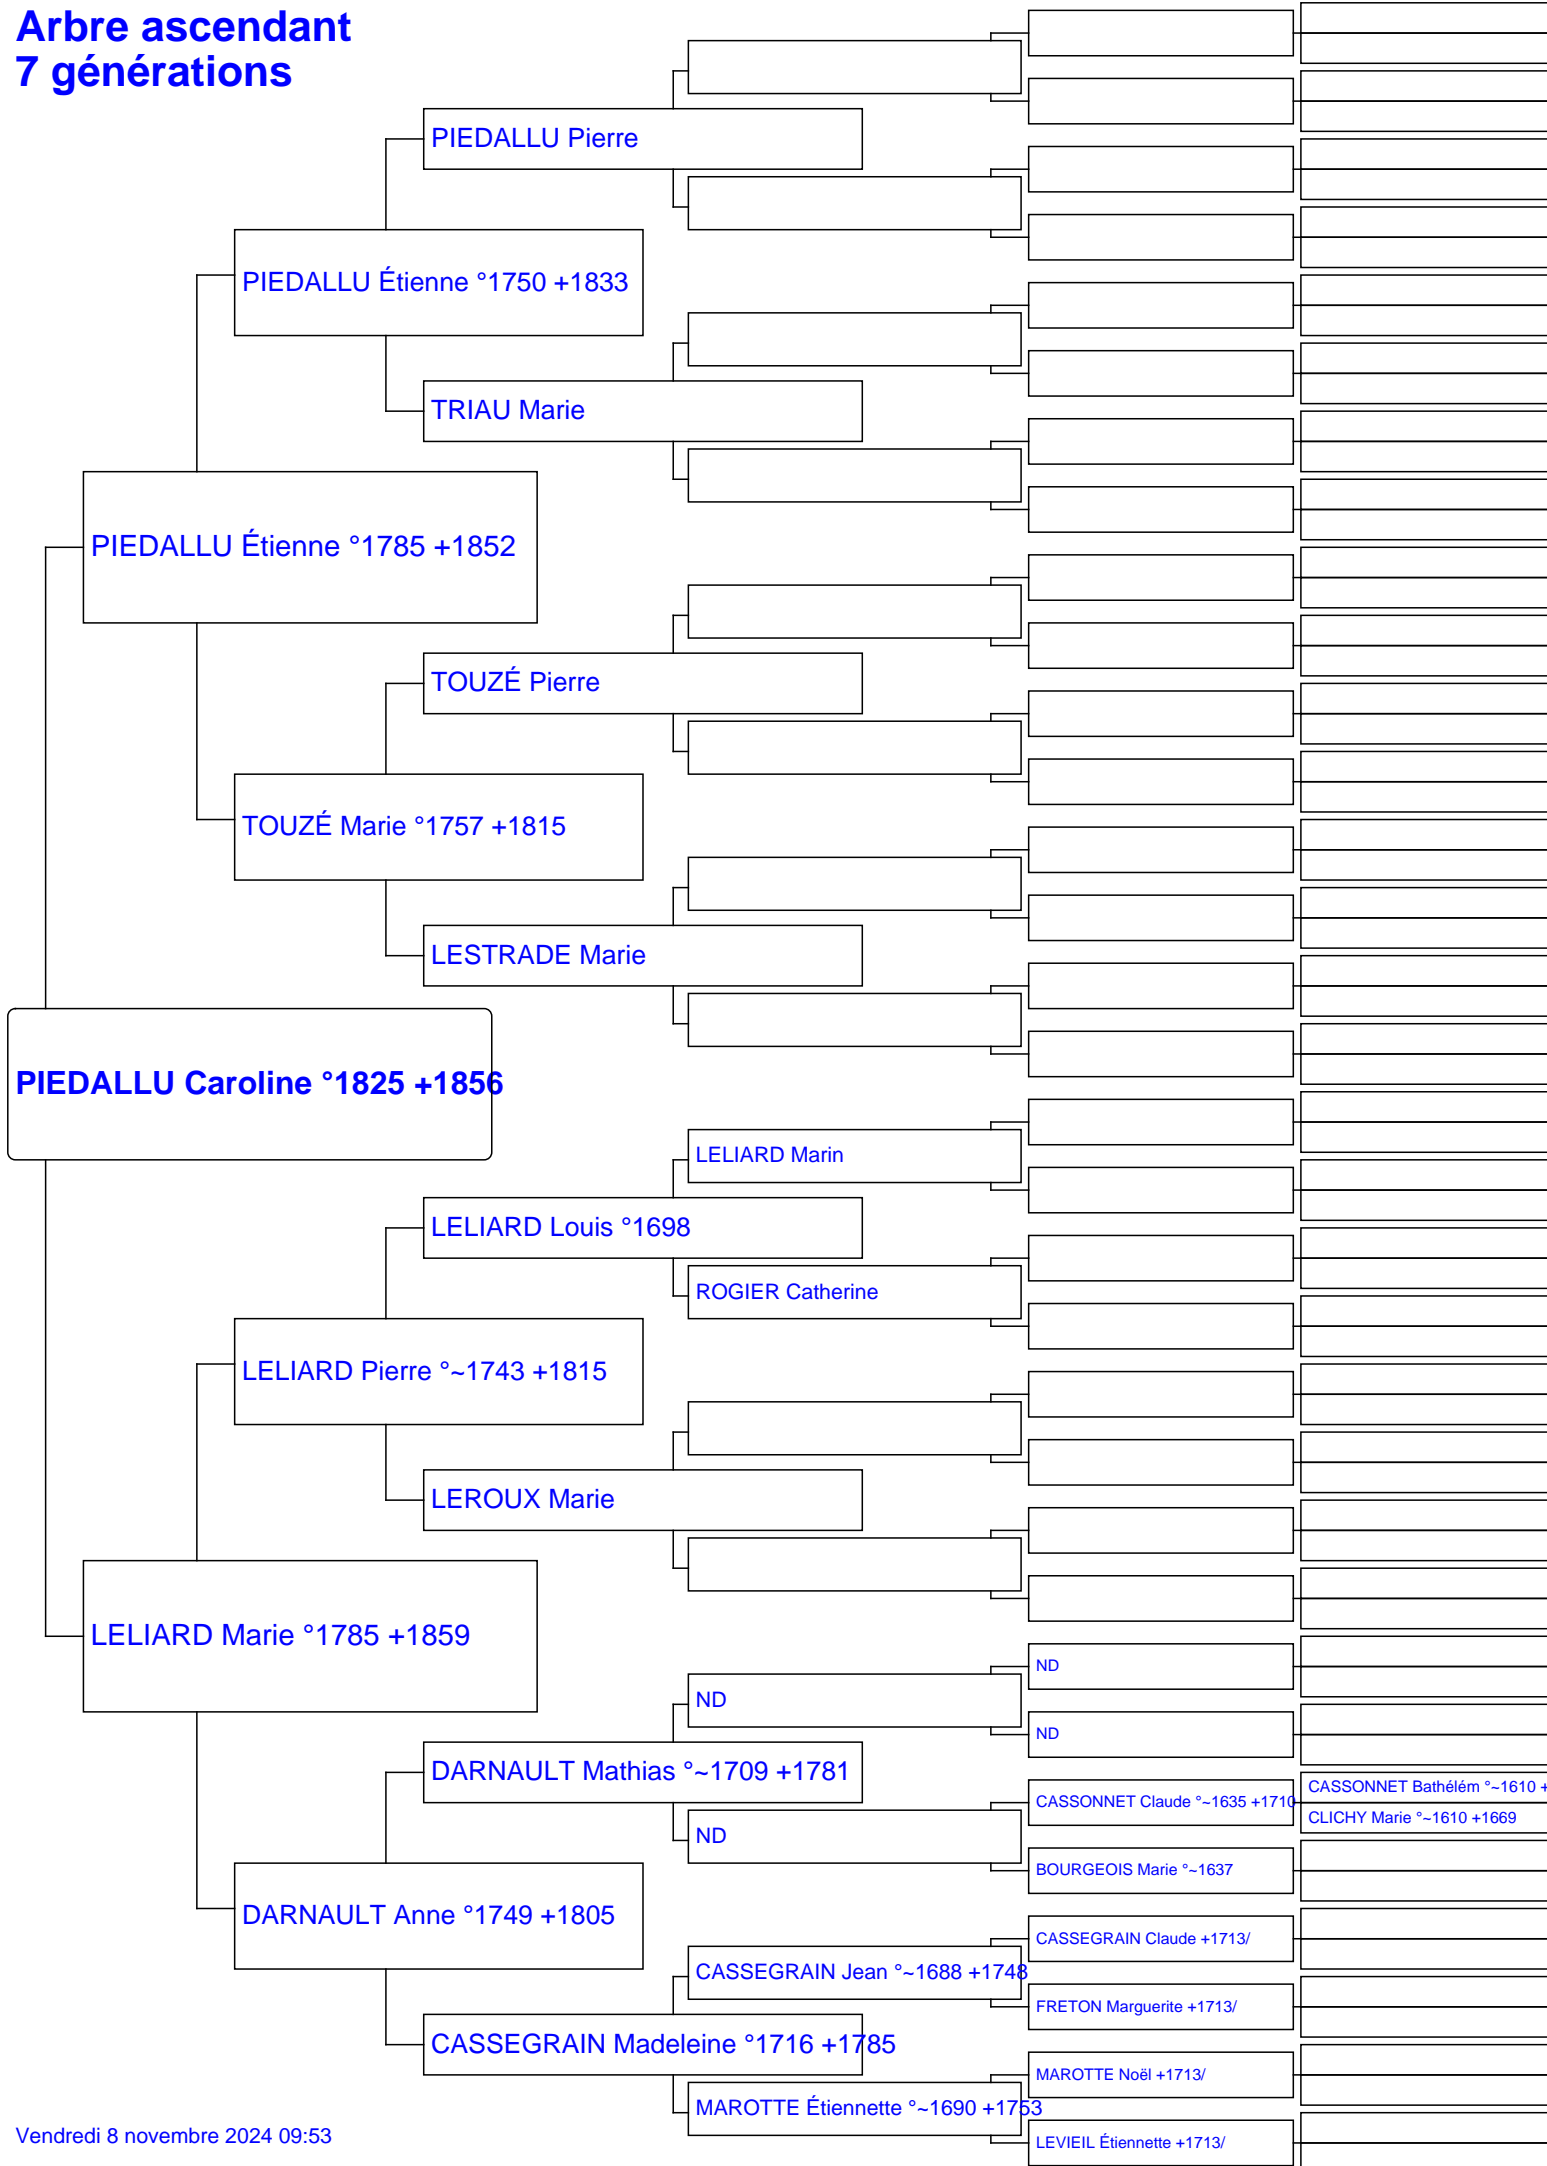 Arbre ascendant
7 générations
PIEDALLU Pierre
PIEDALLU Étienne °1750 +1833
TRIAU Marie
PIEDALLU Étienne °1785 +1852
TOUZÉ Pierre
TOUZÉ Marie °1757 +1815
LESTRADE Marie
PIEDALLU Caroline °1825 +1856
LELIARD Marin
LELIARD Louis °1698
ROGIER Catherine
LELIARD Pierre °~1743 +1815
LEROUX Marie
LELIARD Marie °1785 +1859
ND
ND
ND
DARNAULT Mathias °~1709 +1781
CASSONNET Bathélém °~1610 +
CASSONNET Claude °~1635 +1710
CLICHY Marie °~1610 +1669
ND
BOURGEOIS Marie °~1637
DARNAULT Anne °1749 +1805
CASSEGRAIN Claude +1713/
CASSEGRAIN Jean °~1688 +1748
FRETON Marguerite +1713/
CASSEGRAIN Madeleine °1716 +1785
MAROTTE Noël +1713/
MAROTTE Étiennette °~1690 +1753
LEVIEIL Étiennette +1713/
Vendredi 8 novembre 2024 09:53